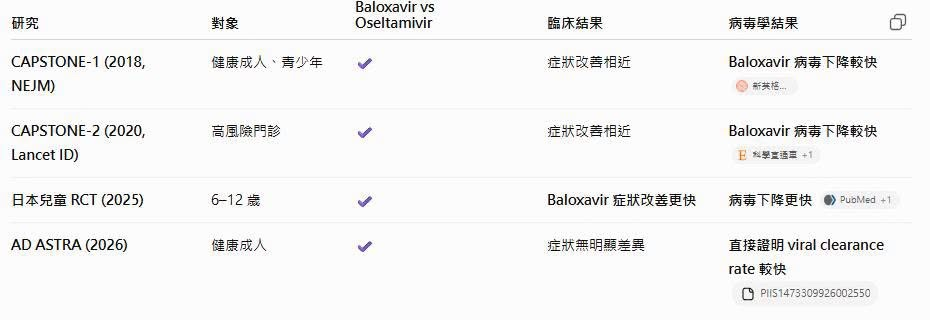 研究 對象 Baloxavir vs Oseltamivir 臨床結果 病毒學結果
CAPSTONE-1 (2018, NEJM) 健康成人、青少年 ✔ 症狀改善相近 Baloxavir 病毒下降較快
新英格...
CAPSTONE-2 (2020, Lancet ID) 高風險門診 ✔ 症狀改善相近 Baloxavir 病毒下降較快
E 科學直通車 +1
日本兒童 RCT (2025) 6–12 歲 ✔ Baloxavir 症狀改善更快 病毒下降更快 PubMed +1
AD ASTRA (2026) 健康成人 ✔ 症狀無明顯差異 直接證明 viral clearance rate 較快
PIIS1473309926002550